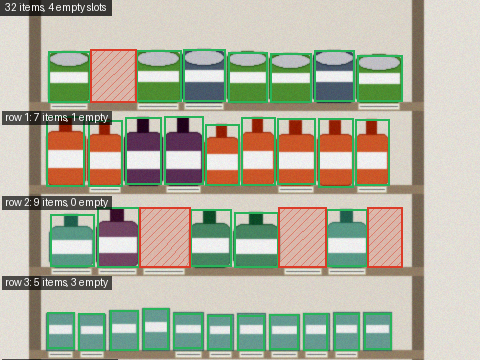 32 items, 4 empty slots
row 1: 7 items, 1 empty
row 2: 9 items, 0 empty
row 3: 5 items, 3 empty